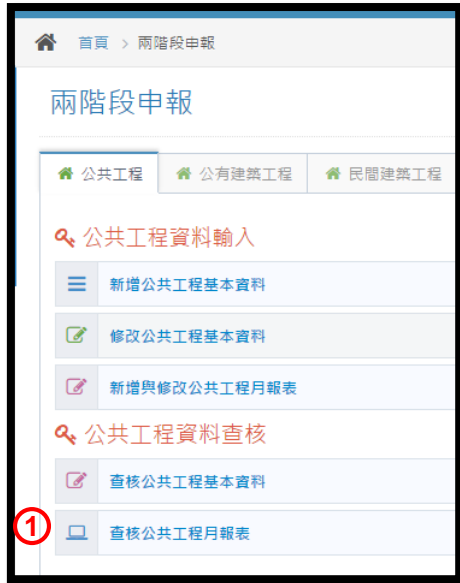 首頁 > 兩階段申報
兩階段申報
公共工程 公有建築工程 民間建築工程
公共工程資料輸入
新增公共工程基本資料
修改公共工程基本資料
新增與修改公共工程月報表
公共工程資料查核
查核公共工程基本資料
① 查核公共工程月報表